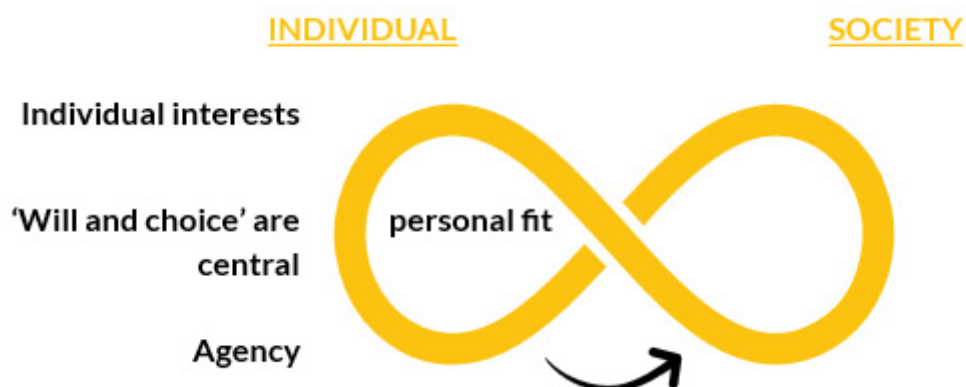 INDIVIDUAL
SOCIETY
Individual interests
‘Will and choice’ are
central
personal fit
Agency